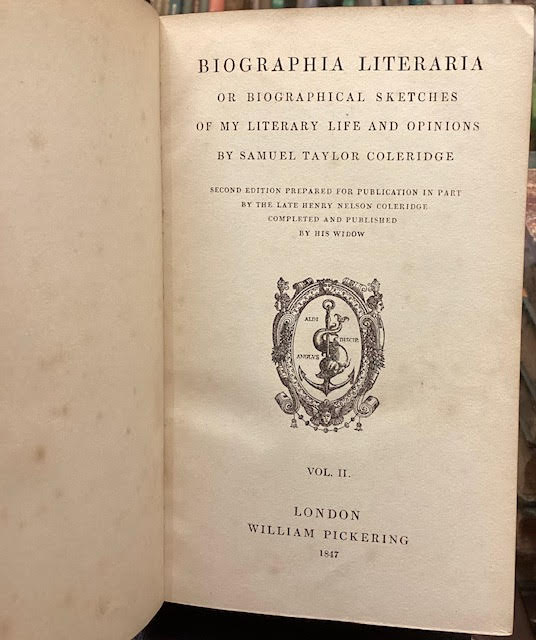 BIOGRAPHIA LITERARIA
OR BIOGRAPHICAL SKETCHES
OF MY LITERARY LIFE AND OPINIONS
BY SAMUEL TAYLOR COLERIDGE
SECOND EDITION PREPARED FOR PUBLICATION IN PART
BY THE LATE HENRY NELSON COLERIDGE
COMPLETED AND PUBLISHED
BY HIS WIDOW
ALDI
DISCIP.
ANGLVS
VOL. II.
LONDON
WILLIAM PICKERING
1847